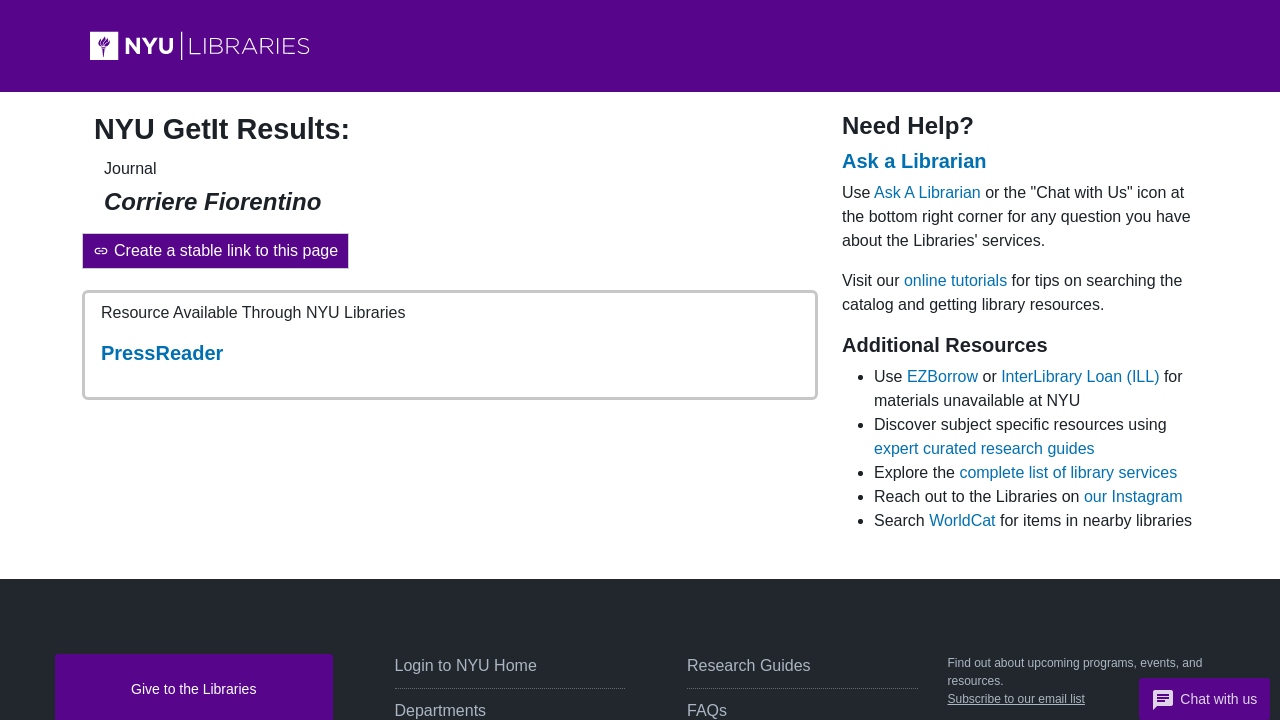 NYU LIBRARIES
NYU GetIt Results:
Journal
Corriere Fiorentino
Create a stable link to this page
Resource Available Through NYU Libraries
PressReader
Need Help?
Ask a Librarian
Use Ask A Librarian or the "Chat with Us" icon at
the bottom right corner for any question you have
about the Libraries' services.
Visit our online tutorials for tips on searching the
catalog and getting library resources.
Additional Resources
Use EZBorrow or InterLibrary Loan (ILL) for
materials unavailable at NYU
Discover subject specific resources using
expert curated research guides
Explore the complete list of library services
Reach out to the Libraries on our Instagram
Search WorldCat for items in nearby libraries
Give to the Libraries
Login to NYU Home
Departments
Research Guides
FAQs
Find out about upcoming programs, events, and
resources.
Subscribe to our email list
Chat with us